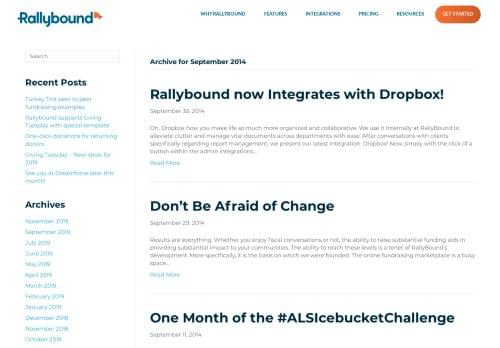 Rallybound
WHY RALLYBOUND
FEATURES
INTEGRATIONS
PRICING
RESOURCES
GET STARTED
Search
Recent Posts
Turkey Trot peer to peer
fundraising examples
Rallybound supports Giving
Tuesday with special template
One-click donations for returning
donors
Giving Tuesday – New ideas for
2019
See you at Dreamforce later this
month!
Archives
November 2019
September 2019
July 2019
June 2019
May 2019
April 2019
March 2019
February 2019
January 2019
December 2018
November 2018
October 2018
Archive for September 2014
Rallybound now Integrates with Dropbox!
September 30, 2014
Oh, Dropbox how you make life so much more organized and collaborative. We use it internally at RallyBound to
alleviate clutter and manage vital documents across departments with ease. After conversations with clients
specifically regarding report management, we present our latest integration: Dropbox! Now, simply with the click of a
button within the admin integrations...
Read More
Don't Be Afraid of Change
September 29, 2014
Results are everything. Whether you enjoy fiscal conversations or not, the ability to raise substantial funding aids in
providing substantial impact to your communities. The ability to reach these levels is a tenet of RallyBound's
development. More specifically, it is the basis on which we were founded. The online fundraising marketplace is a busy
space...
Read More
One Month of the #ALSIcebucketChallenge
September 11, 2014